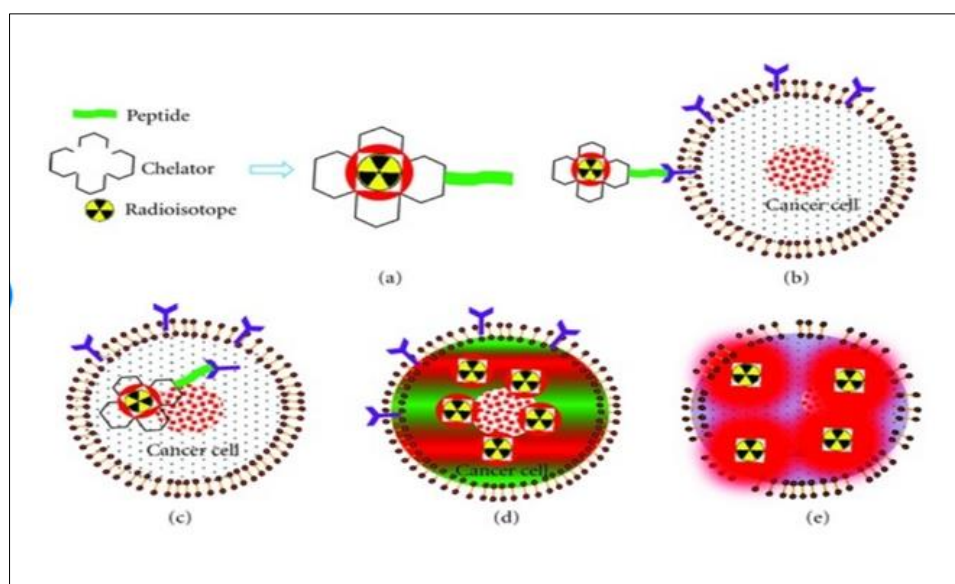 Peptide
Chelator
Radioisotope
(a)
Cancer cell
(b)
Cancer cell
(c)
Cancer cell
(d)
(e)